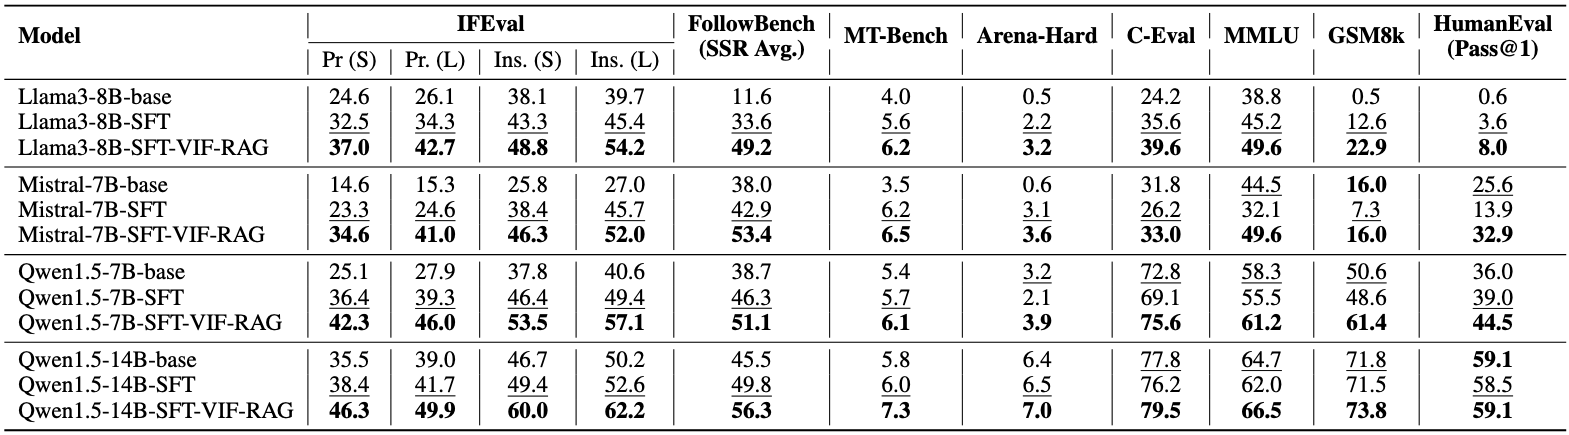 Model IFEval FollowBench (SSR Avg.) MT-Bench Arena-Hard C-Eval MMLU GSM8k HumanEval (Pass@1)
Pr (S) Pr. (L) Ins. (S) Ins. (L)
Llama3-8B-base 24.6 26.1 38.1 39.7 11.6 4.0 0.5 24.2 38.8 0.5 0.6
Llama3-8B-SFT 32.5 34.3 43.3 45.4 33.6 5.6 2.2 35.6 45.2 12.6 3.6
Llama3-8B-SFT-VIF-RAG 37.0 42.7 48.8 54.2 49.2 6.2 3.2 39.6 49.6 22.9 8.0
Mistral-7B-base 14.6 15.3 25.8 27.0 38.0 3.5 0.6 31.8 44.5 16.0 25.6
Mistral-7B-SFT 23.3 24.6 38.4 45.7 42.9 6.2 3.1 26.2 32.1 7.3 13.9
Mistral-7B-SFT-VIF-RAG 34.6 41.0 46.3 52.0 53.4 6.5 3.6 33.0 49.6 16.0 32.9
Qwen1.5-7B-base 25.1 27.9 37.8 40.6 38.7 5.4 3.2 72.8 58.3 50.6 36.0
Qwen1.5-7B-SFT 36.4 39.3 46.4 49.4 46.3 5.7 2.1 69.1 55.5 48.6 39.0
Qwen1.5-7B-SFT-VIF-RAG 42.3 46.0 53.5 57.1 51.1 6.1 3.9 75.6 61.2 61.4 44.5
Qwen1.5-14B-base 35.5 39.0 46.7 50.2 45.5 5.8 6.4 77.8 64.7 71.8 59.1
Qwen1.5-14B-SFT 38.4 41.7 49.4 52.6 49.8 6.0 6.5 76.2 62.0 71.5 58.5
Qwen1.5-14B-SFT-VIF-RAG 46.3 49.9 60.0 62.2 56.3 7.3 7.0 79.5 66.5 73.8 59.1